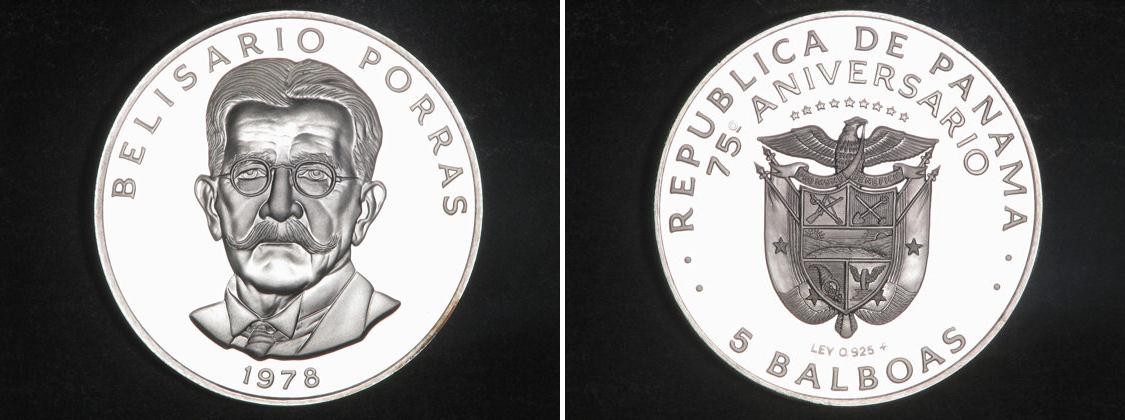 BELISARIO PORRAS
1978
REPUBLICA DE PANAMA
75º ANIVERSARIO
LEY 0.925
5 BALBOAS